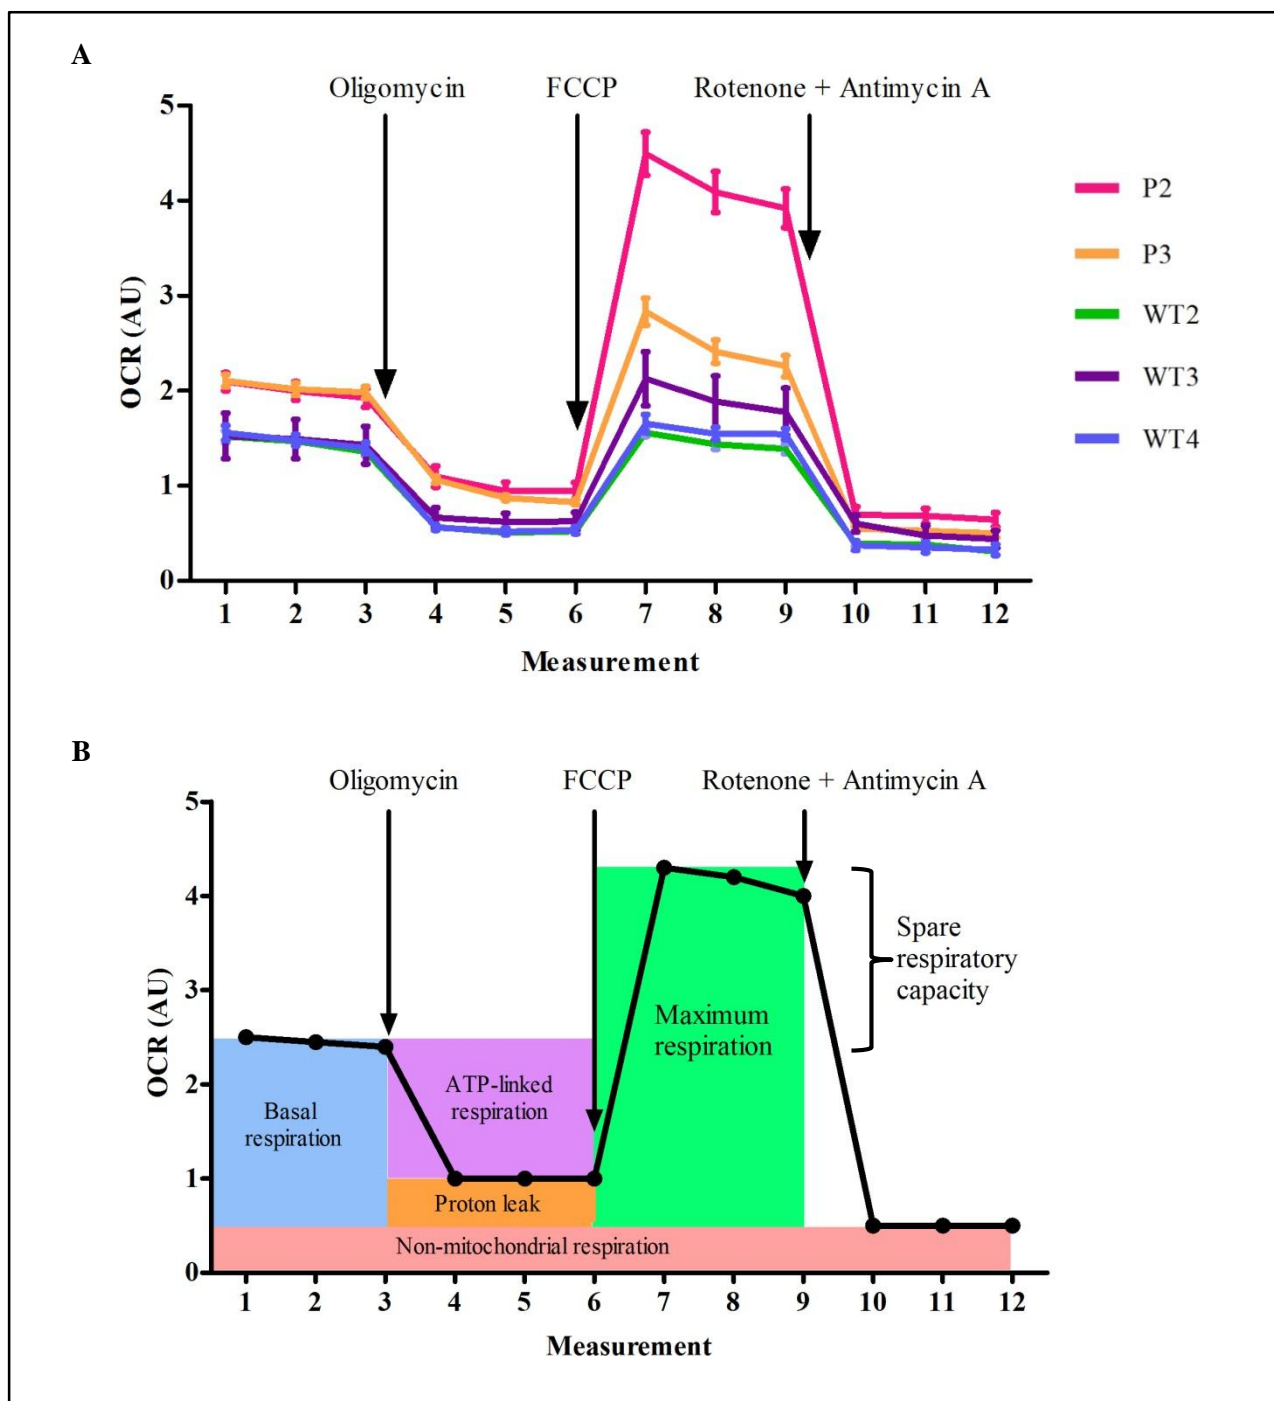 A
Oligomycin FCCP Rotenone + Antimycin A
5
4
3
2
1
0
OCR (AU)
1 2 3 4 5 6 7 8 9 10 11 12
Measurement
P2
P3
WT2
WT3
WT4
B
Oligomycin FCCP Rotenone + Antimycin A
5
4
3
2
1
0
OCR (AU)
Basal
respiration
ATP-linked
respiration
Proton leak
Non-mitochondrial respiration
Maximum
respiration
Spare
respiratory
capacity
1 2 3 4 5 6 7 8 9 10 11 12
Measurement